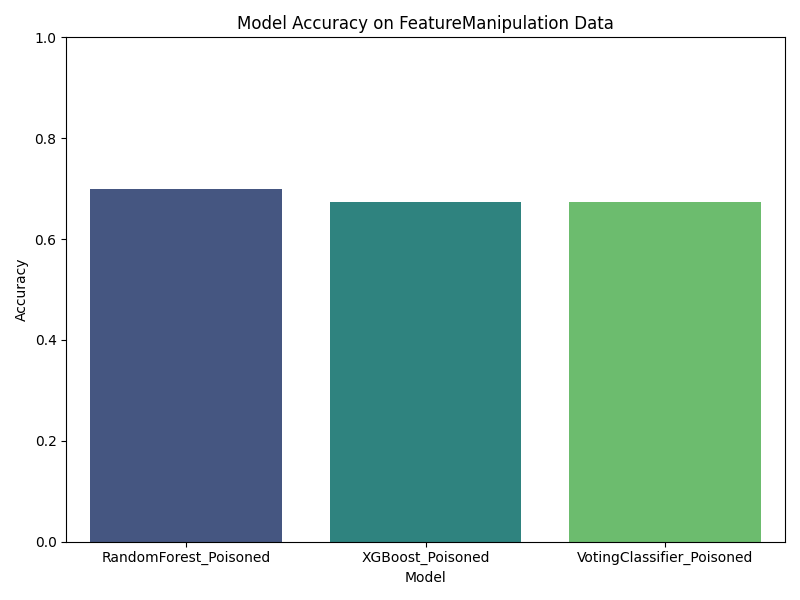 Model Accuracy on FeatureManipulation Data
1.0
0.8
0.6
0.4
0.2
0.0
Accuracy
RandomForest_Poisoned
XGBoost_Poisoned
VotingClassifier_Poisoned
Model